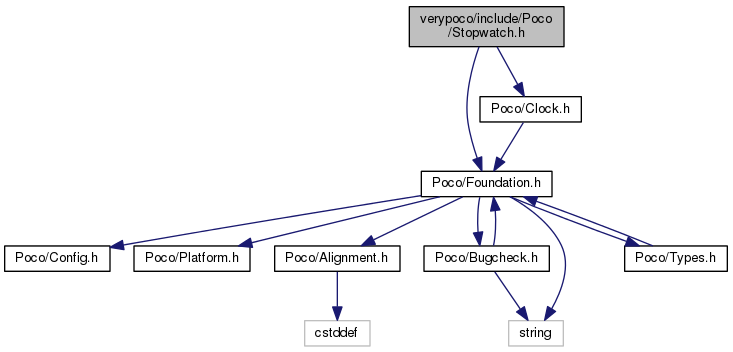 verypoco/include/Poco
/Stopwatch.h
Poco/Clock.h
Poco/Foundation.h
Poco/Config.h
Poco/Platform.h
Poco/Alignment.h
Poco/Bugcheck.h
Poco/Types.h
cstddef
string